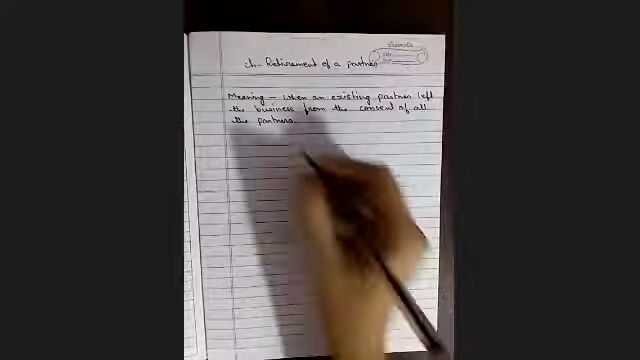 Ch- Retirement of a partner.
Meaning - When an existing partner left
the business from the consent of all
the partners.